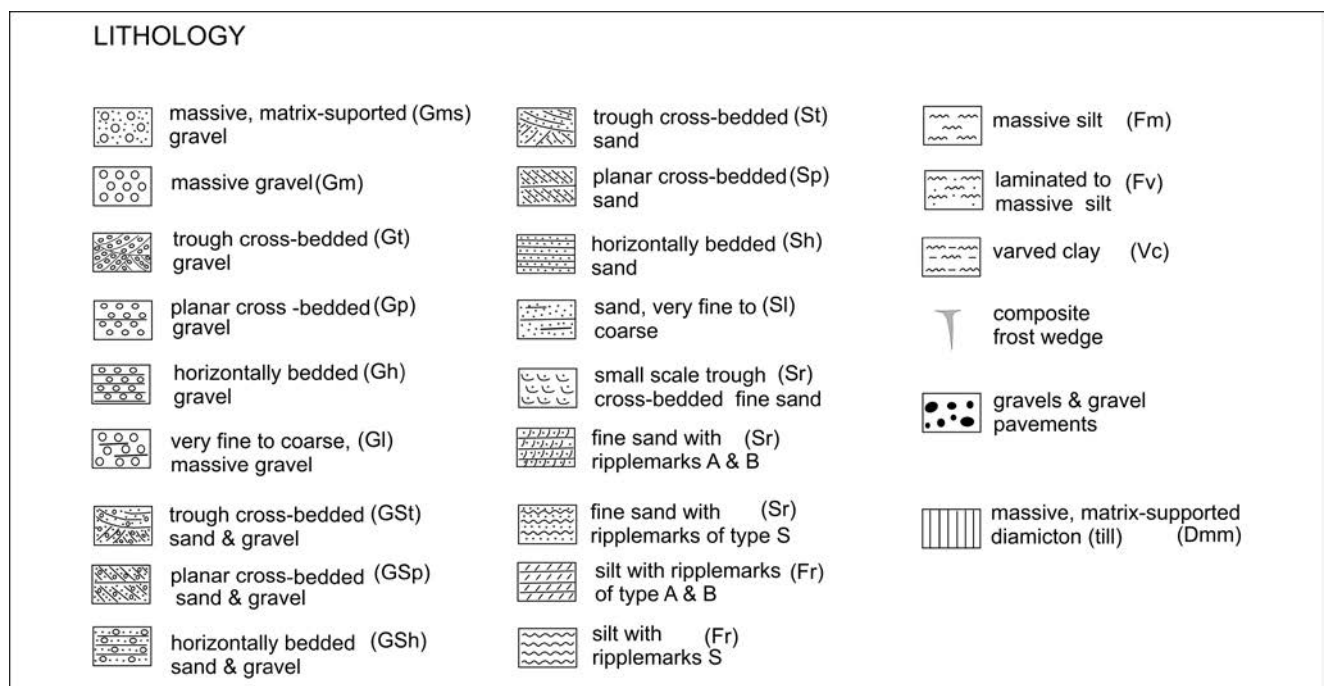 LITHOLOGY
massive, matrix-suported (Gms)
gravel
massive gravel(Gm)
trough cross-bedded (Gt)
gravel
planar cross -bedded (Gp)
gravel
horizontally bedded (Gh)
gravel
very fine to coarse, (Gl)
massive gravel
trough cross-bedded (GSt)
sand & gravel
planar cross-bedded (GSp)
sand & gravel
horizontally bedded (GSh)
sand & gravel
trough cross-bedded (St)
sand
planar cross-bedded (Sp)
sand
horizontally bedded (Sh)
sand
sand, very fine to (Sl)
coarse
small scale trough (Sr)
cross-bedded fine sand
fine sand with (Sr)
ripplemarks A & B
fine sand with (Sr)
ripplemarks of type S
silt with ripplemarks (Fr)
of type A & B
silt with (Fr)
ripplemarks S
massive silt (Fm)
laminated to (Fv)
massive silt
varved clay (Vc)
composite
frost wedge
gravels & gravel
pavements
massive, matrix-supported
diamicton (till) (Dmm)